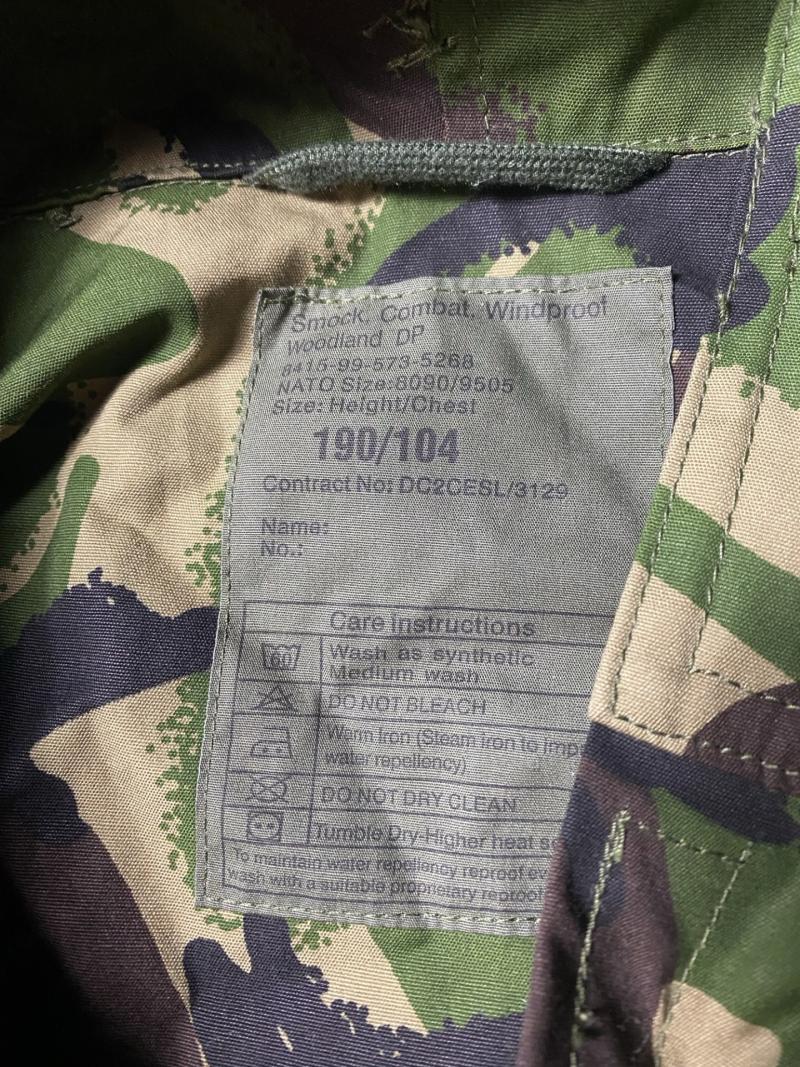 Smock, Combat, Windproof
Woodland DP
8415-99-573-5268
NATO Size:8090/9505
Size: Height/Chest
190/104
Contract No: DC2CESL/3129
Name:
No.:
Care instructions
60
Wash as synthetic
Medium wash
DO NOT BLEACH
Warm Iron (Steam iron to
water repellency)
DO NOT DRY CLEAN
Tumble Dry-Higher heat
To maintain water repellency reproof
wash with a suitable proprietary